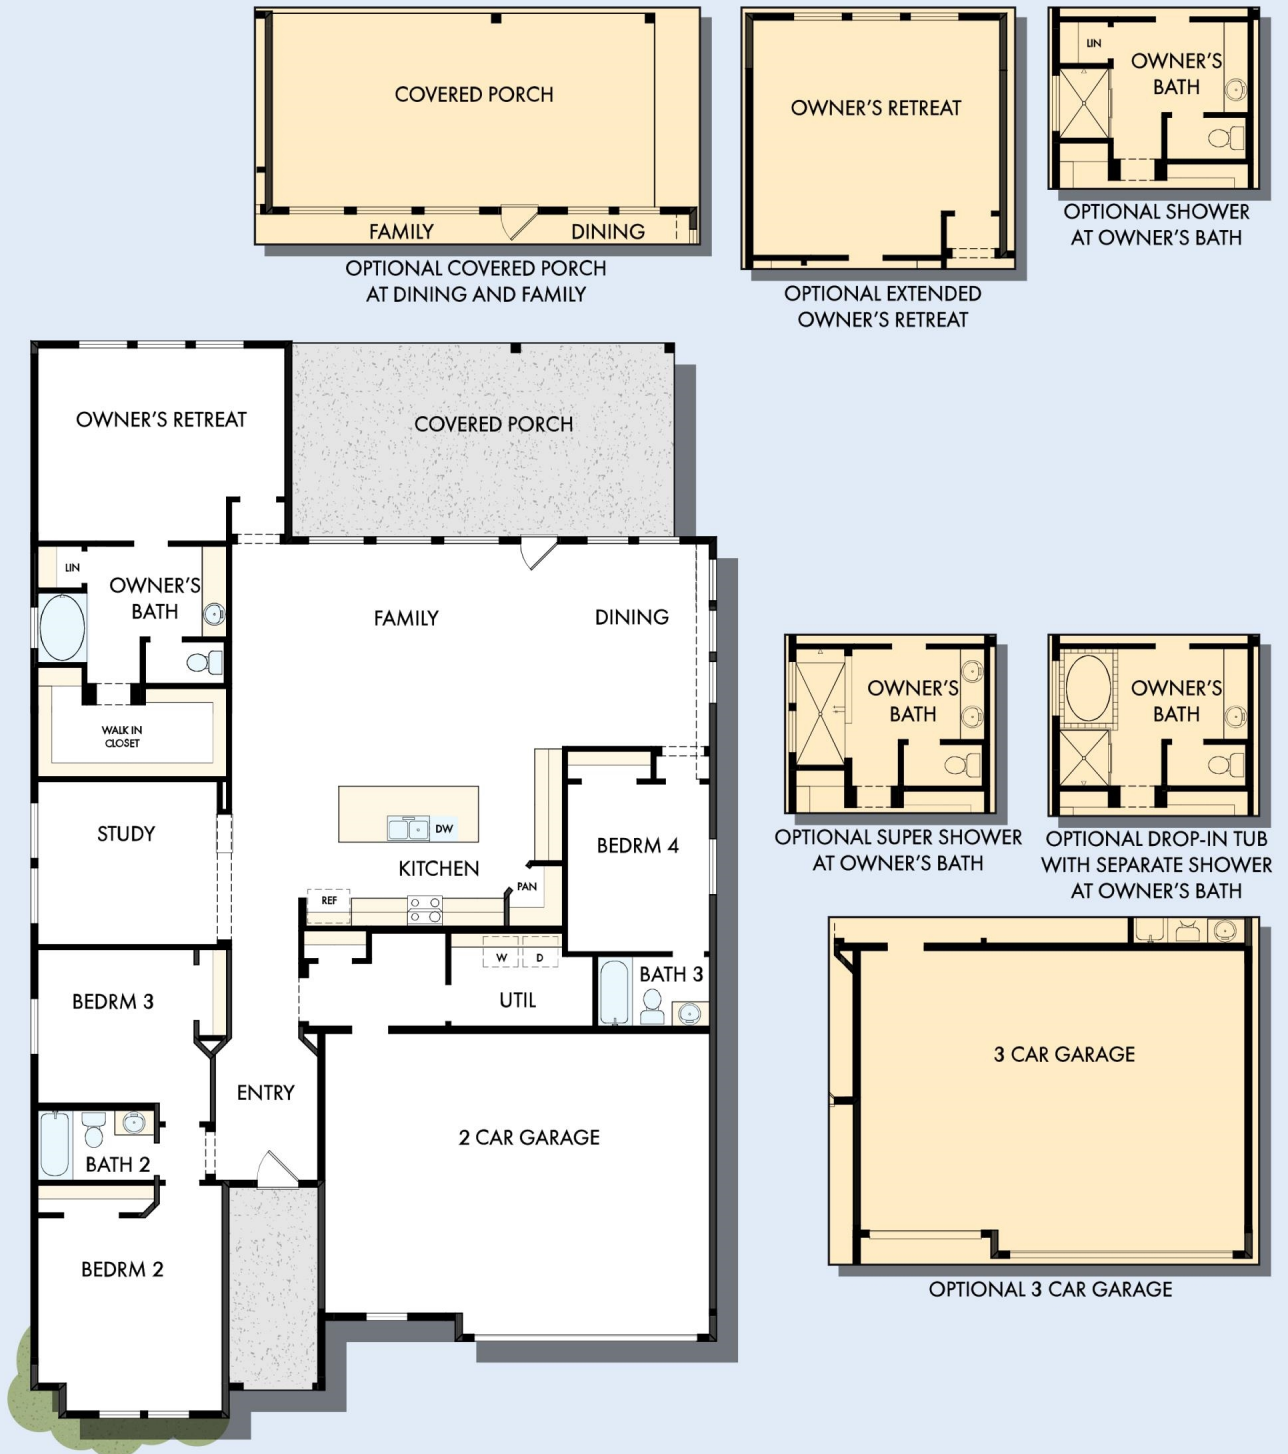 COVERED PORCH
FAMILY
DINING
OPTIONAL COVERED PORCH
AT DINING AND FAMILY
OWNER'S RETREAT
OPTIONAL EXTENDED
OWNER'S RETREAT
LIN
OWNER'S
BATH
OPTIONAL SHOWER
AT OWNER'S BATH
OWNER'S RETREAT
COVERED PORCH
LIN
OWNER'S
BATH
FAMILY
DINING
WALK IN
CLOSET
STUDY
DW
KITCHEN
REF
PAN
BEDRM 4
W
D
UTIL
BATH 3
BEDRM 3
ENTRY
2 CAR GARAGE
BATH 2
BEDRM 2
OWNER'S
BATH
OPTIONAL SUPER SHOWER
AT OWNER'S BATH
OWNER'S
BATH
OPTIONAL DROP-IN TUB
WITH SEPARATE SHOWER
AT OWNER'S BATH
3 CAR GARAGE
OPTIONAL 3 CAR GARAGE